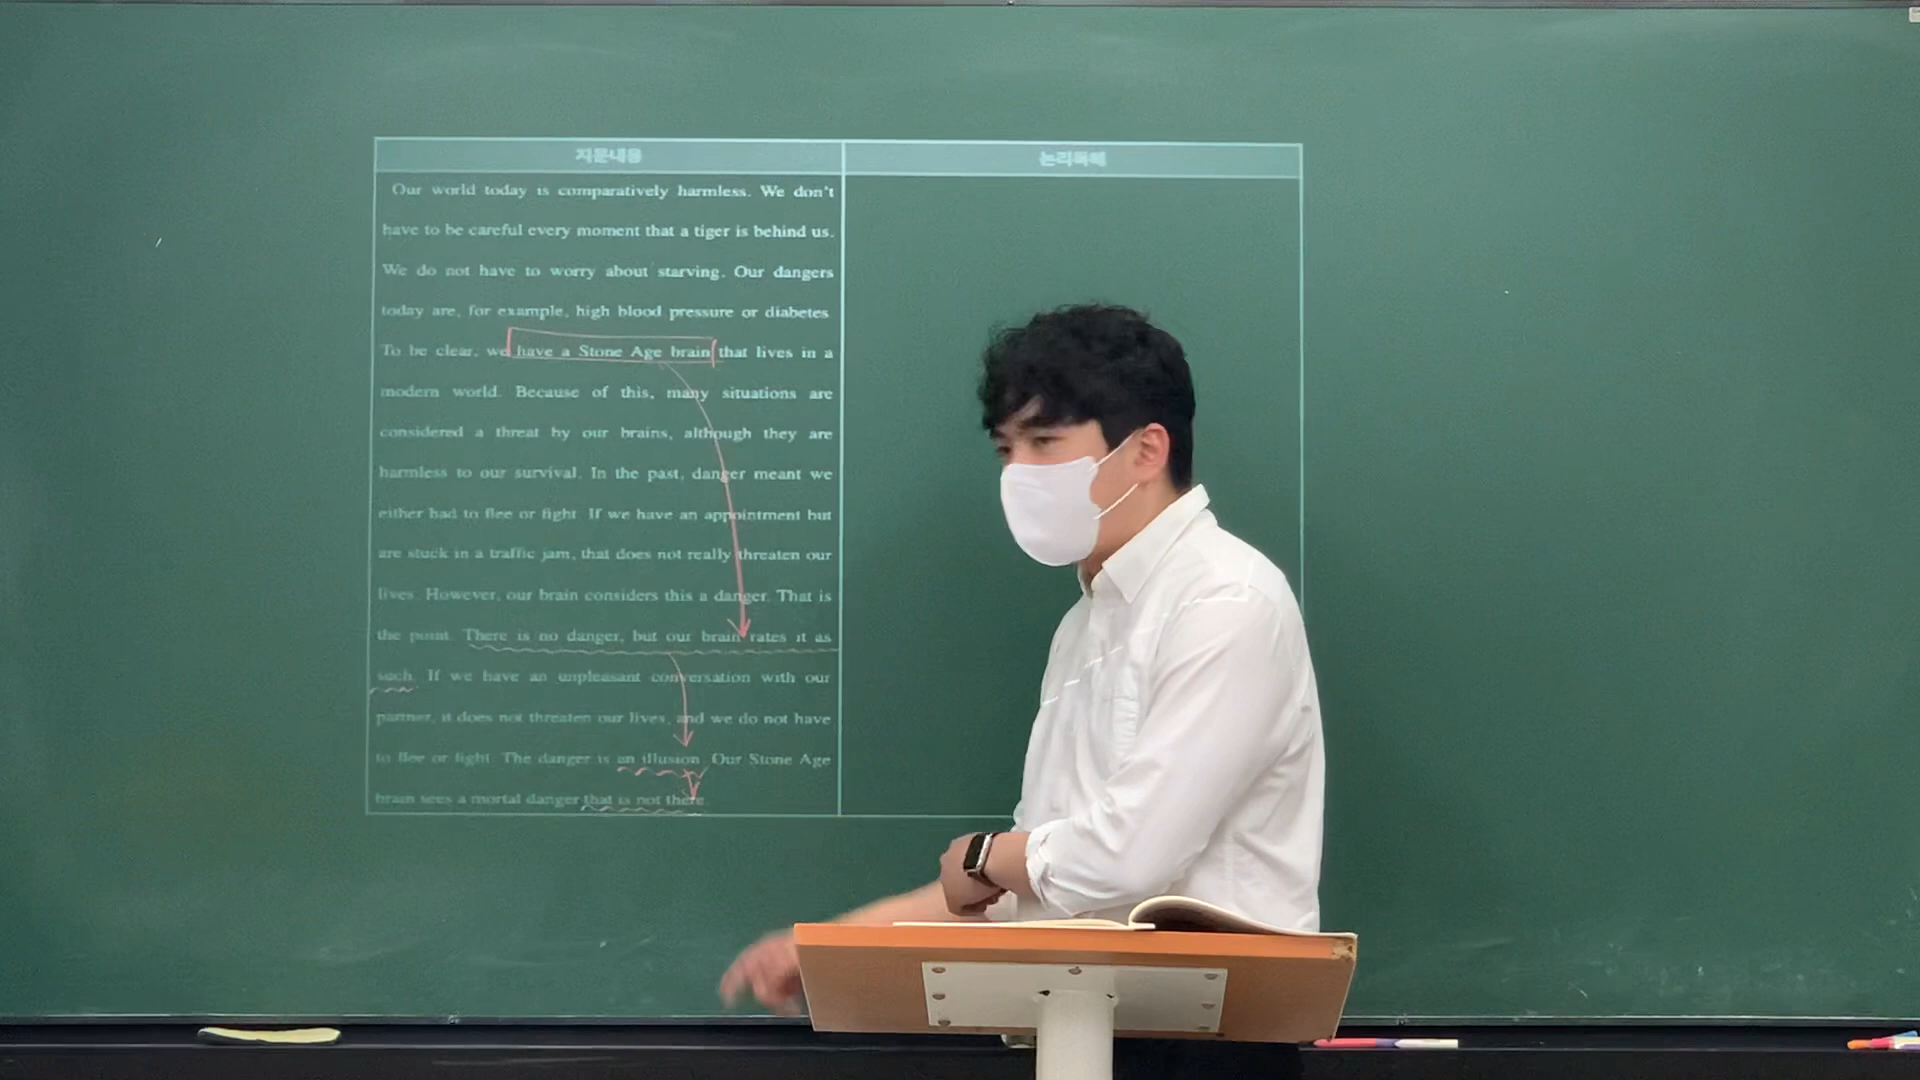 지문내용
논리독해
Our world today is comparatively harmless. We don't
have to be careful every moment that a tiger is behind us.
We do not have to worry about starving. Our dangers
today are, for example, high blood pressure or diabetes.
To be clear, we have a Stone Age brain that lives in a
modern world. Because of this, many situations are
considered a threat by our brains, although they are
harmless to our survival. In the past, danger meant we
either had to flee or fight. If we have an appointment but
are stuck in a traffic jam, that does not really threaten our
lives. However, our brain considers this a danger. That is
the point. There is no danger, but our brain rates it as
such. If we have an unpleasant conversation with our
partner, it does not threaten our lives, and we do not have
to flee or fight. The danger is an illusion. Our Stone Age
brain sees a mortal danger that is not there.